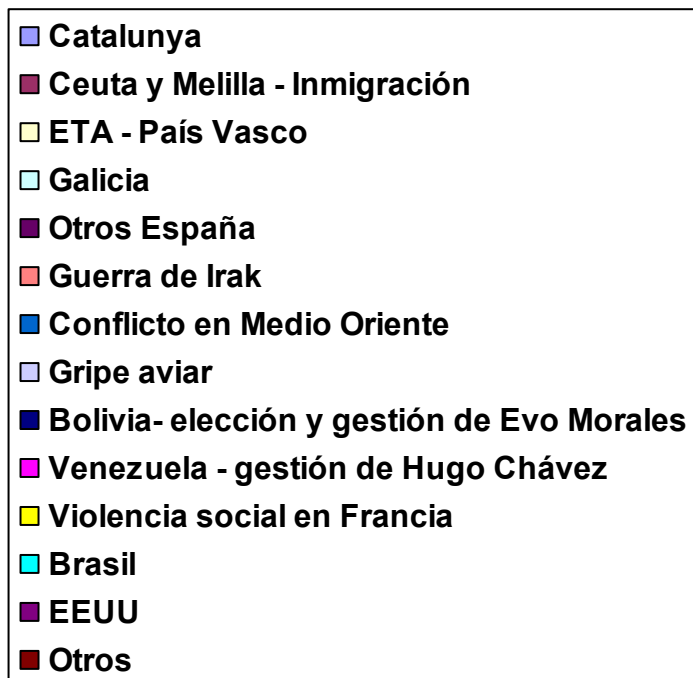 Catalunya
Ceuta y Melilla - Inmigración
ETA - País Vasco
Galicia
Otros España
Guerra de Irak
Conflicto en Medio Oriente
Gripe aviar
Bolivia- elección y gestión de Evo Morales
Venezuela - gestión de Hugo Chávez
Violencia social en Francia
Brasil
EEUU
Otros